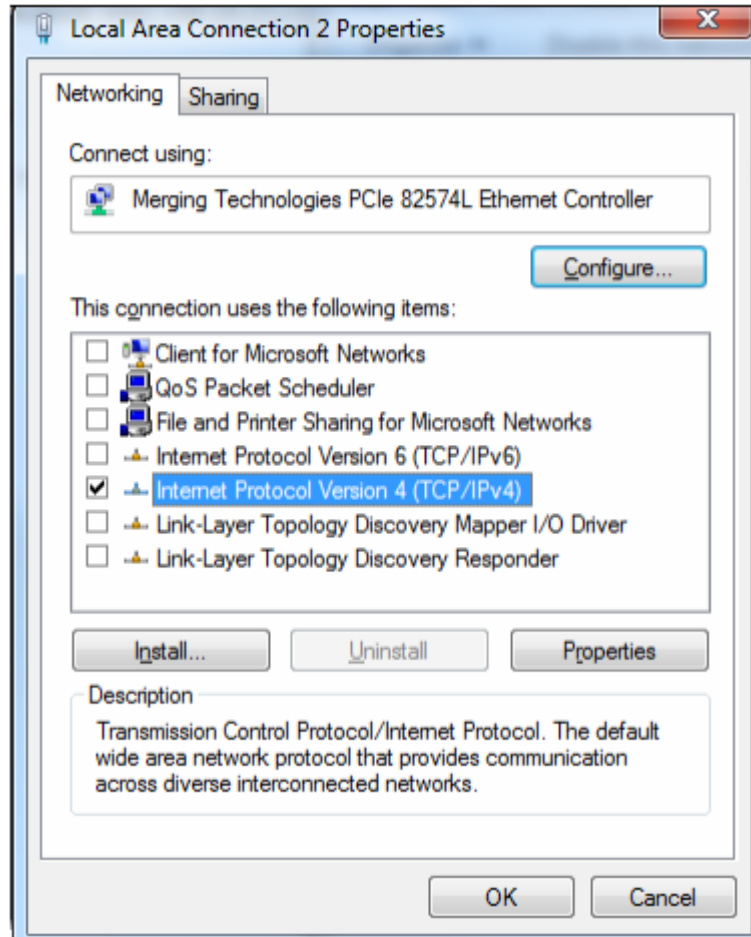 Local Area Connection 2 Properties
Networking
Sharing
Connect using:
Merging Technologies PCIe 82574L Ethernet Controller
Configure...
This connection uses the following items:
Client for Microsoft Networks
QoS Packet Scheduler
File and Printer Sharing for Microsoft Networks
Internet Protocol Version 6 (TCP/IPv6)
Internet Protocol Version 4 (TCP/IPv4)
Link-Layer Topology Discovery Mapper I/O Driver
Link-Layer Topology Discovery Responder
Install...
Uninstall
Properties
Description
Transmission Control Protocol/Internet Protocol. The default
wide area network protocol that provides communication
across diverse interconnected networks.
OK
Cancel